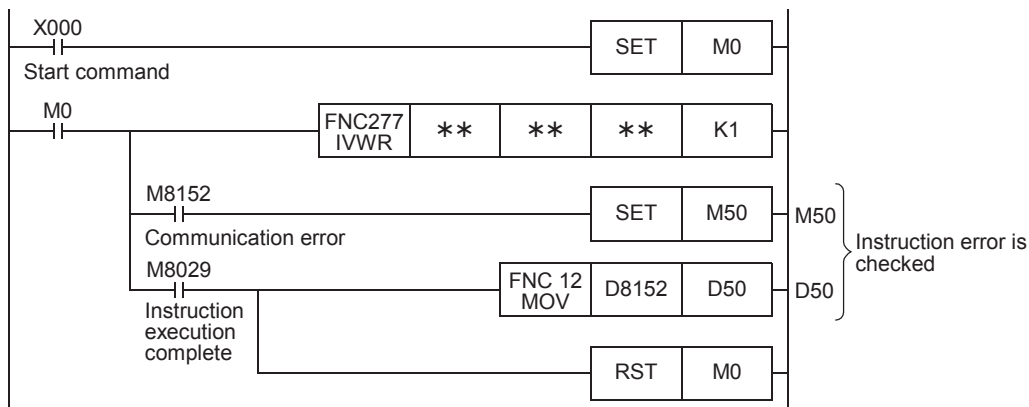 X000
SET M0
Start command
M0
FNC277
IVWR ** ** ** K1
M8152
SET M50 M50
Communication error
Instruction error is
checked
M8029
FNC 12
MOV D8152 D50 D50
Instruction
execution
complete
RST M0